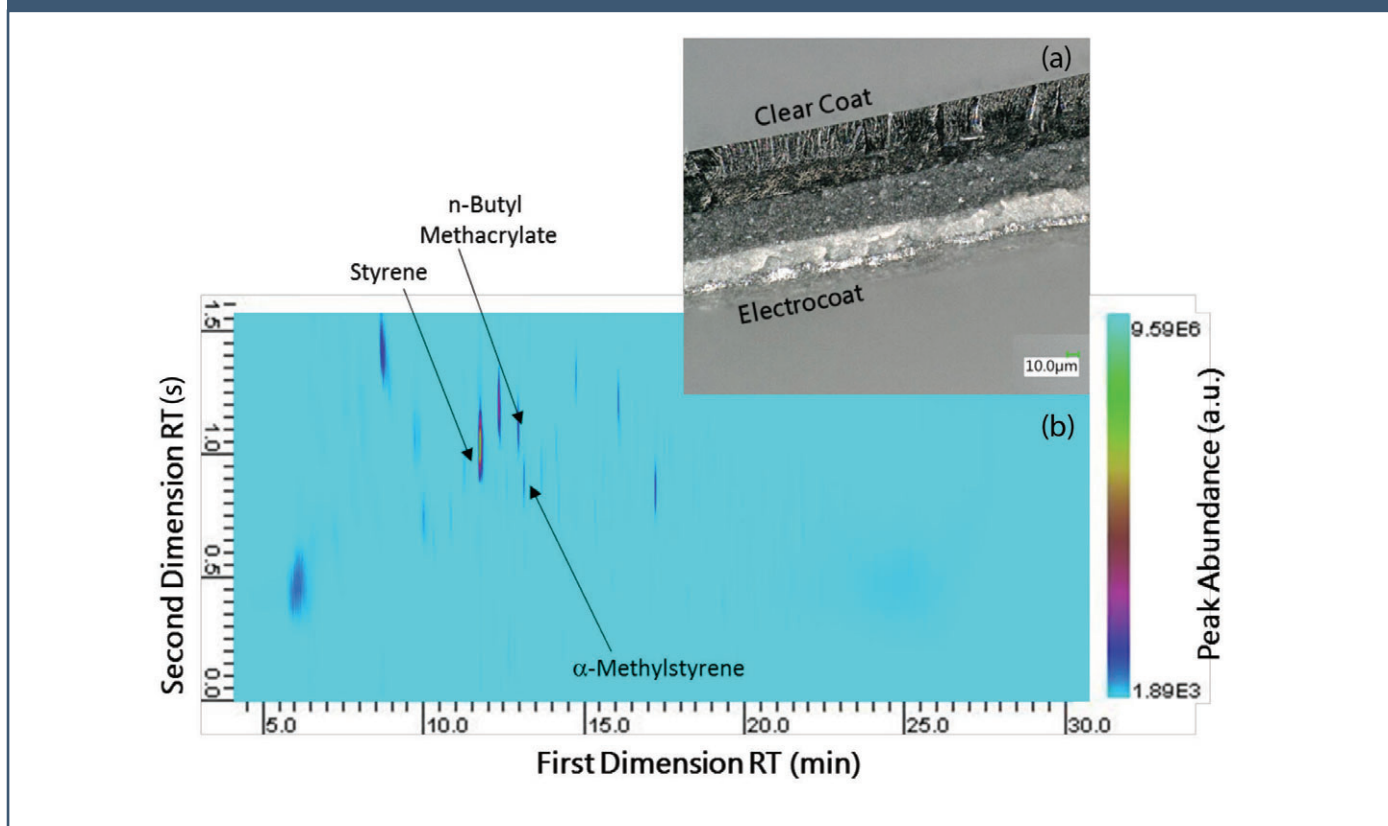 (a)
Clear Coat
Electrocoat
10.0µm
n-Butyl
Methacrylate
Styrene
(b)
α-Methylstyrene
Second Dimension RT (s)
1.5
1.0
0.5
0.0
5.0
10.0
15.0
20.0
25.0
30.0
First Dimension RT (min)
9.59E6
1.89E3
Peak Abundance (a.u.)